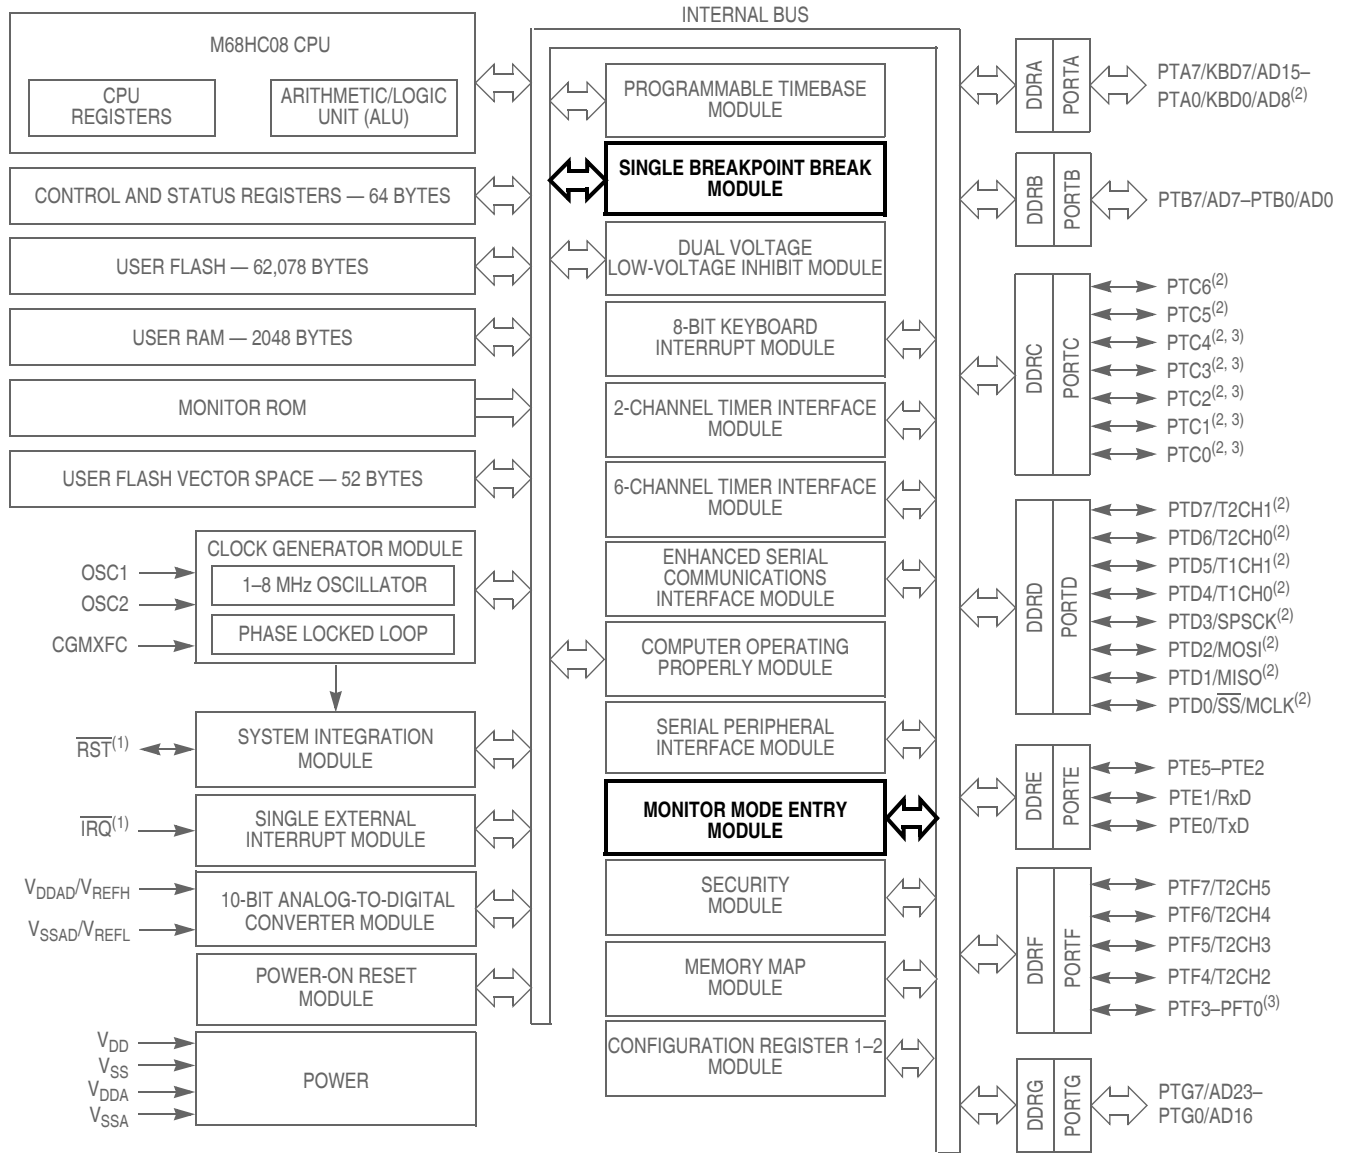 INTERNAL BUS
M68HC08 CPU
CPU
REGISTERS
ARITHMETIC/LOGIC
UNIT (ALU)
CONTROL AND STATUS REGISTERS — 64 BYTES
USER FLASH — 62,078 BYTES
USER RAM — 2048 BYTES
MONITOR ROM
USER FLASH VECTOR SPACE — 52 BYTES
CLOCK GENERATOR MODULE
1–8 MHz OSCILLATOR
PHASE LOCKED LOOP
OSC1
OSC2
CGMXFC
SYSTEM INTEGRATION
MODULE
RST(1)
SINGLE EXTERNAL
INTERRUPT MODULE
IRQ(1)
10-BIT ANALOG-TO-DIGITAL
CONVERTER MODULE
VDDAD/VREFH
VSSAD/VREFL
POWER-ON RESET
MODULE
POWER
VDD
VSS
VDDA
VSSA
PROGRAMMABLE TIMEBASE
MODULE
SINGLE BREAKPOINT BREAK
MODULE
DUAL VOLTAGE
LOW-VOLTAGE INHIBIT MODULE
8-BIT KEYBOARD
INTERRUPT MODULE
2-CHANNEL TIMER INTERFACE
MODULE
6-CHANNEL TIMER INTERFACE
MODULE
ENHANCED SERIAL
COMMUNICATIONS
INTERFACE MODULE
COMPUTER OPERATING
PROPERLY MODULE
SERIAL PERIPHERAL
INTERFACE MODULE
MONITOR MODE ENTRY
MODULE
SECURITY
MODULE
MEMORY MAP
MODULE
CONFIGURATION REGISTER 1–2
MODULE
DDRA
PORTA
PTA7/KBD7/AD15–
PTA0/KBD0/AD8(2)
DDRB
PORTB
PTB7/AD7–PTB0/AD0
DDRC
PORTC
PTC6(2)
PTC5(2)
PTC4(2, 3)
PTC3(2, 3)
PTC2(2, 3)
PTC1(2, 3)
PTC0(2, 3)
DDRD
PORTD
PTD7/T2CH1(2)
PTD6/T2CH0(2)
PTD5/T1CH1(2)
PTD4/T1CH0(2)
PTD3/SPSCK(2)
PTD2/MOSI(2)
PTD1/MISO(2)
PTD0/SS/MCLK(2)
DDRE
PORTE
PTE5–PTE2
PTE1/RxD
PTE0/TxD
DDRF
PORTF
PTF7/T2CH5
PTF6/T2CH4
PTF5/T2CH3
PTF4/T2CH2
PTF3–PFT0(3)
DDRG
PORTG
PTG7/AD23–
PTG0/AD16